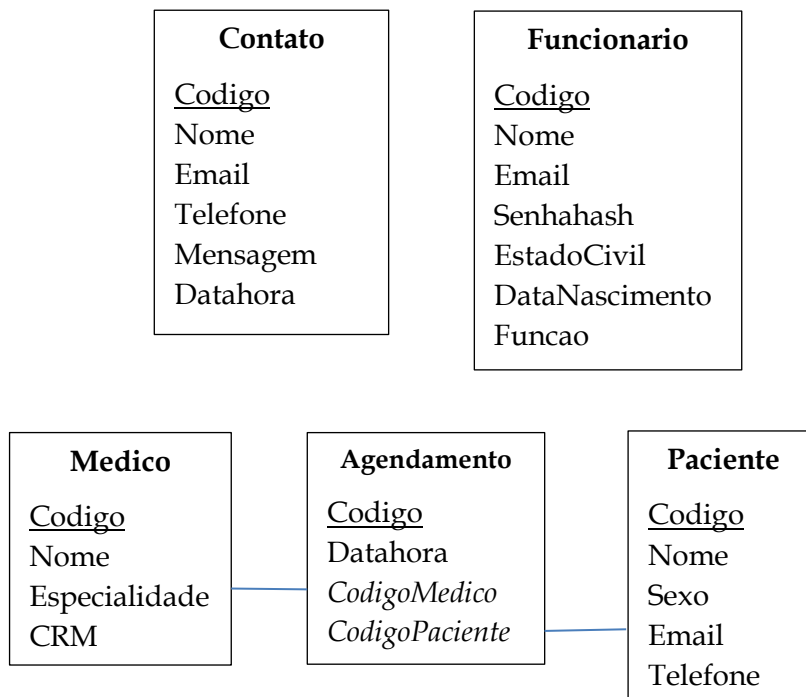 Contato
Codigo
Nome
Email
Telefone
Mensagem
Datahora
Funcionario
Codigo
Nome
Email
Senhahash
EstadoCivil
DataNascimento
Funcao
Medico
Codigo
Nome
Especialidade
CRM
Agendamento
Codigo
Datahora
CodigoMedico
CodigoPaciente
Paciente
Codigo
Nome
Sexo
Email
Telefone